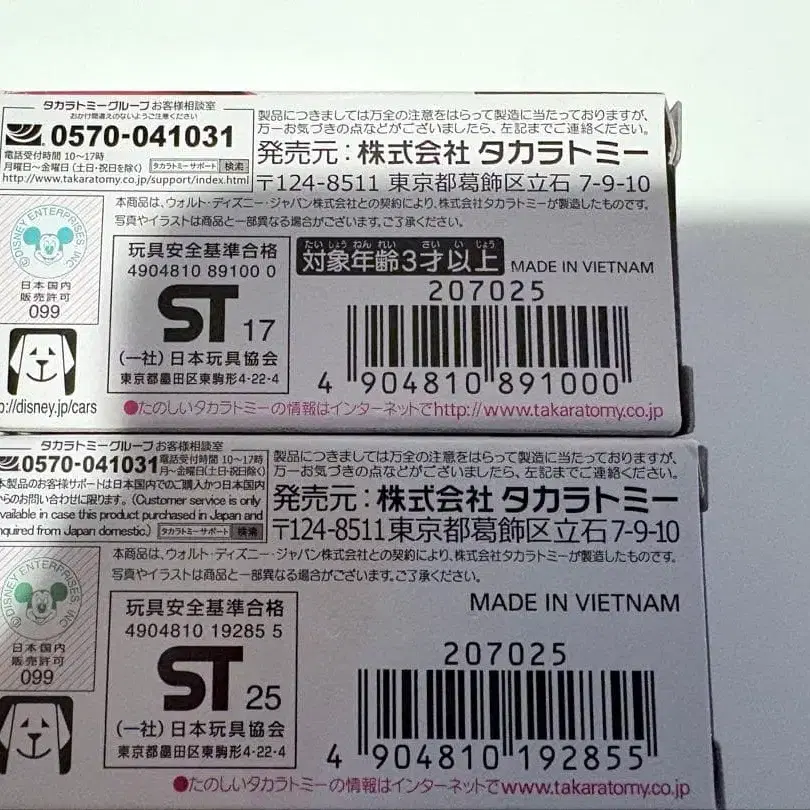 タカラトミーグループお客様相談室
おかけ間違えのないようご注意ください
0570-041031
電話受付時間 10〜17時
月曜日〜金曜日(土日・祝日を除く) タカラトミーサポート 検索
http://www.takaratomy.co.jp/support/index.html
製品につきましては万全の注意をはらって製造に当たっておりますが、
万一お気づきの点などがございましたら、左記までご連絡ください。
発売元:株式会社 タカラトミー
〒124-8511 東京都葛飾区立石 7-9-10
本商品は、ウォルト・ディズニー・ジャパン株式会社との契約により、株式会社タカラトミーが製造したものです。
写真やイラストは商品と一部異なる場合がございます。ご了承ください。
©DISNEY ENTERPRISES INC
日本国内
販売許可
099
p://disney.jp/cars
玩具安全基準合格
4904810 89100 0
ST 17
(一社)日本玩具協会
東京都墨田区東駒形4-22-4
たいしょうねんれい さい いじょう
対象年齢3才以上
MADE IN VIETNAM
207025
4 904810 891000
●たのしいタカラトミーの情報はインターネットでhttp://www.takaratomy.co.jp
タカラトミーグループお客様相談室
0570-041031
電話受付時間 10〜17時
月〜金曜日(土日・祝日を除く)
本製品のお客様サポートは日本国内でのご購入かつ日本国内
からのお問い合わせに限ります。(Customer service is only
available in case this product purchased in Japan and
inquired from Japan domestic.) タカラトミーサポート 検索
製品につきましては万全の注意をはらって製造に当たっておりますが、
万一お気づきの点などがございましたら、左記までご連絡ください。
発売元:株式会社 タカラトミー
〒124-8511 東京都葛飾区立石 7-9-10
本商品は、ウォルト・ディズニー・ジャパン株式会社との契約により、株式会社タカラトミーが製造したものです。
写真やイラストは商品と一部異なる場合がございます。ご了承ください。
©DISNEY ENTERPRISES INC
日本国内
販売許可
099
玩具安全基準合格
4904810 19285 5
ST 25
(一社)日本玩具協会
東京都墨田区東駒形4-22-4
MADE IN VIETNAM
207025
4 904810 192855
●たのしいタカラトミーの情報はインターネットでwww.takaratomy.co.jp